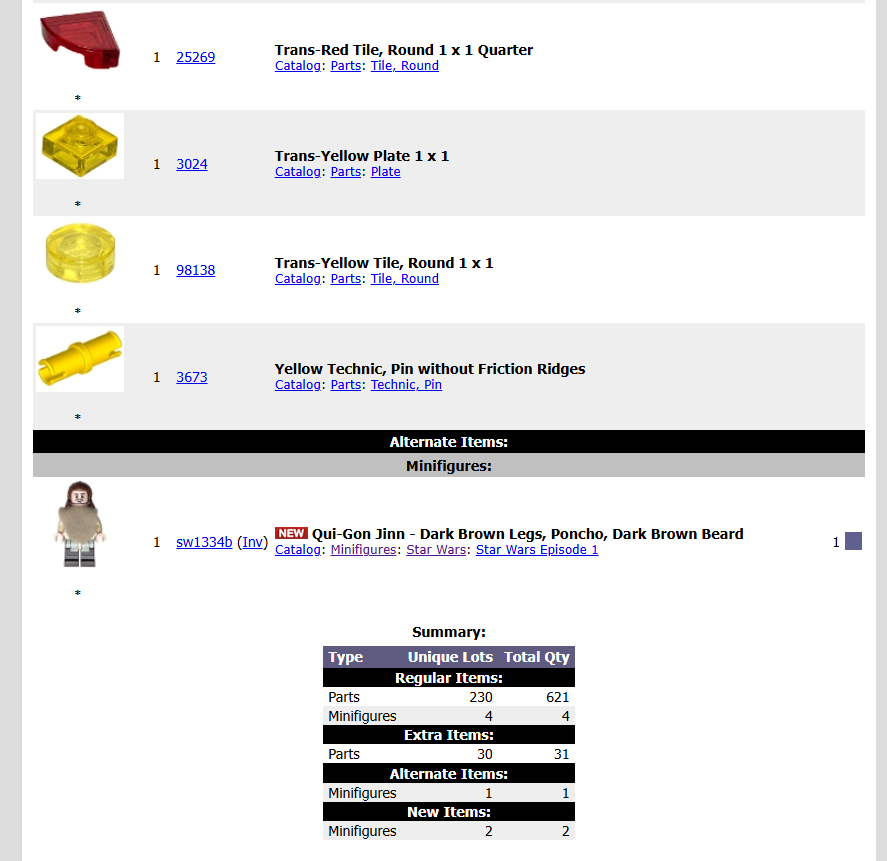 1 25269 Trans-Red Tile, Round 1 x 1 Quarter
Catalog: Parts: Tile, Round
*
1 3024 Trans-Yellow Plate 1 x 1
Catalog: Parts: Plate
*
1 98138 Trans-Yellow Tile, Round 1 x 1
Catalog: Parts: Tile, Round
*
1 3673 Yellow Technic, Pin without Friction Ridges
Catalog: Parts: Technic, Pin
*
Alternate Items:
Minifigures:
1 sw1334b (Inv) NEW Qui-Gon Jinn - Dark Brown Legs, Poncho, Dark Brown Beard 1
Catalog: Minifigures: Star Wars: Star Wars Episode 1
*
Summary:
Type Unique Lots Total Qty
Regular Items:
Parts 230 621
Minifigures 4 4
Extra Items:
Parts 30 31
Alternate Items:
Minifigures 1 1
New Items:
Minifigures 2 2